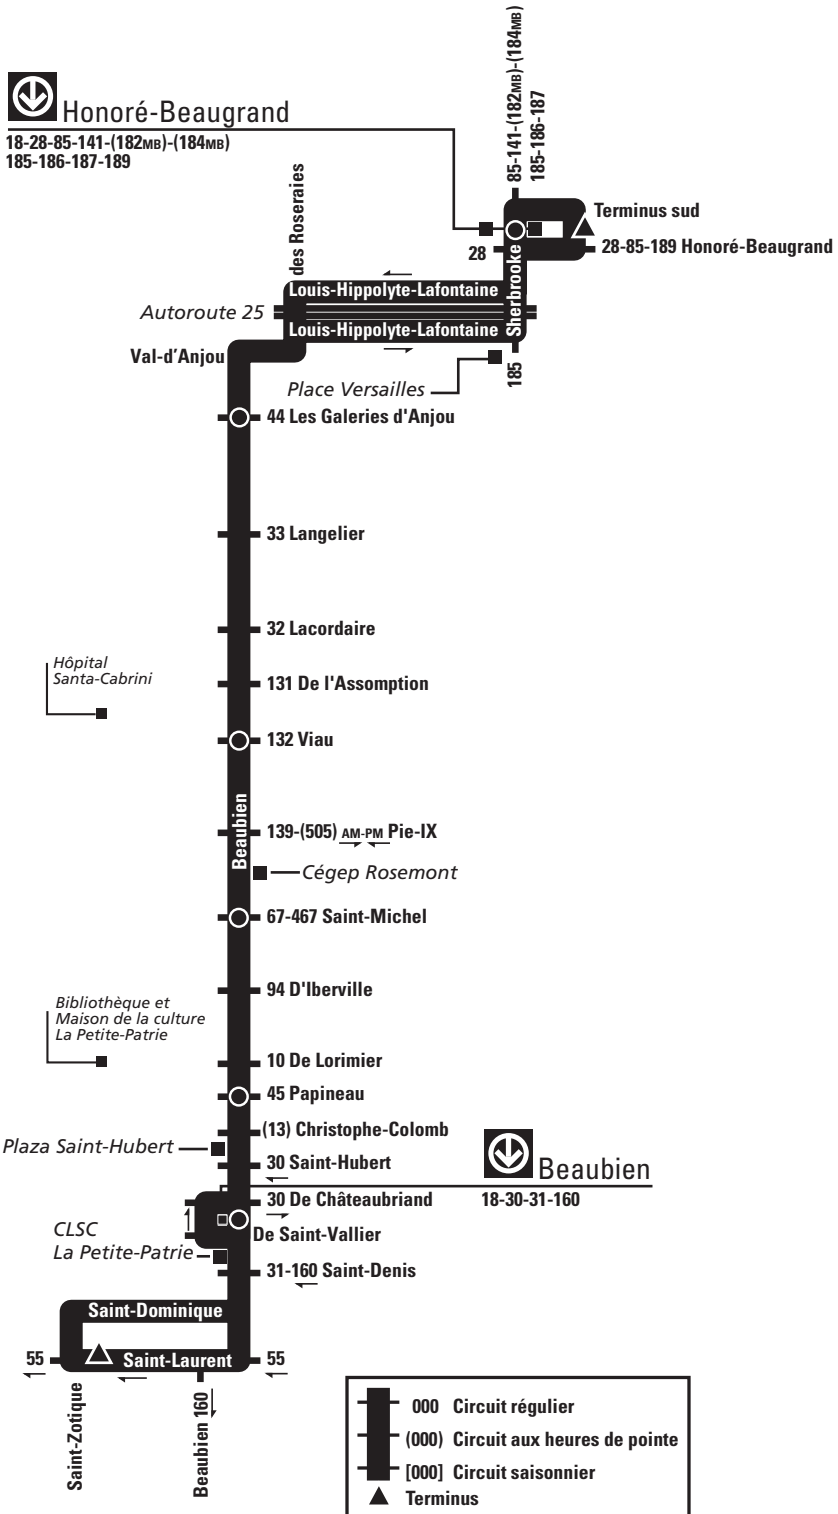 85-141-(182MB)-(184MB)
185-186-187
Honoré-Beaugrand
18-28-85-141-(182MB)-(184MB)
185-186-187-189
des Roseraies
Terminus sud
28
28-85-189 Honoré-Beaugrand
Sherbrooke
Louis-Hippolyte-Lafontaine
Autoroute 25
Louis-Hippolyte-Lafontaine
Val-d'Anjou
185
Place Versailles
44 Les Galeries d'Anjou
33 Langelier
32 Lacordaire
Hôpital
Santa-Cabrini
131 De l'Assomption
132 Viau
Beaubien
139-(505) AM-PM Pie-IX
Cégep Rosemont
67-467 Saint-Michel
94 D'Iberville
Bibliothèque et
Maison de la culture
La Petite-Patrie
10 De Lorimier
45 Papineau
(13) Christophe-Colomb
Plaza Saint-Hubert
30 Saint-Hubert
Beaubien
18-30-31-160
30 De Châteaubriand
De Saint-Vallier
CLSC
La Petite-Patrie
31-160 Saint-Denis
Saint-Dominique
55
Saint-Laurent
55
Saint-Zotique
Beaubien 160
000 Circuit régulier
(000) Circuit aux heures de pointe
[000] Circuit saisonnier
Terminus